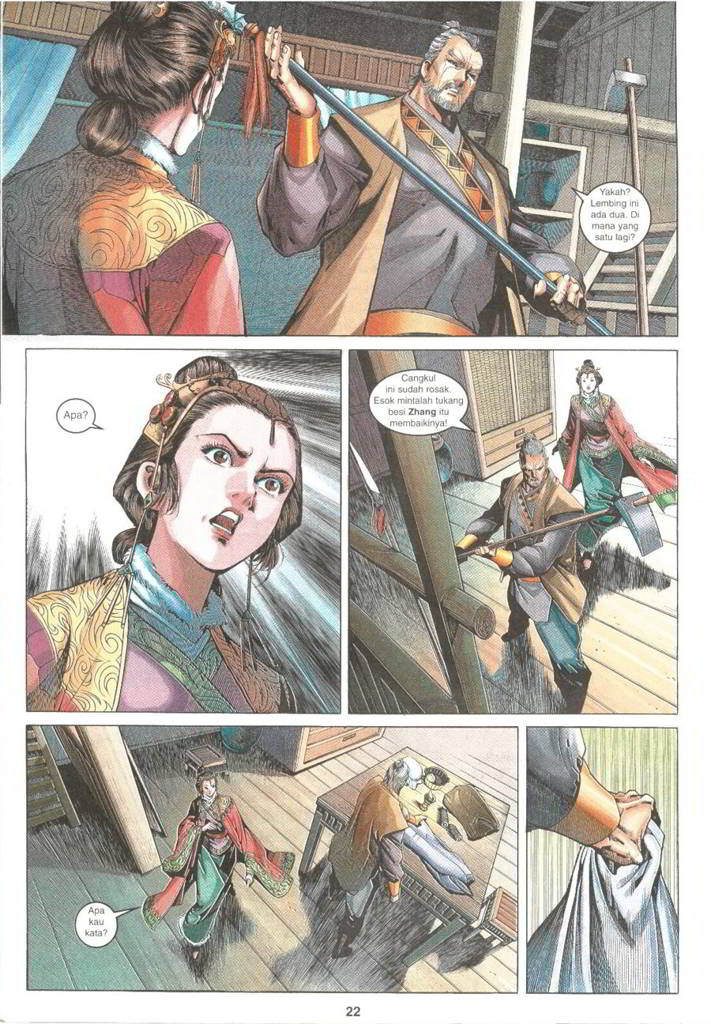 Yakah?
Lembing ini
ada dua. Di
mana yang
satu lagi?
Apa?
Cangkul
ini sudah rosak.
Esok mintalah tukang
besi Zhang itu
membaikinya!
Apa
kau
kata?
22